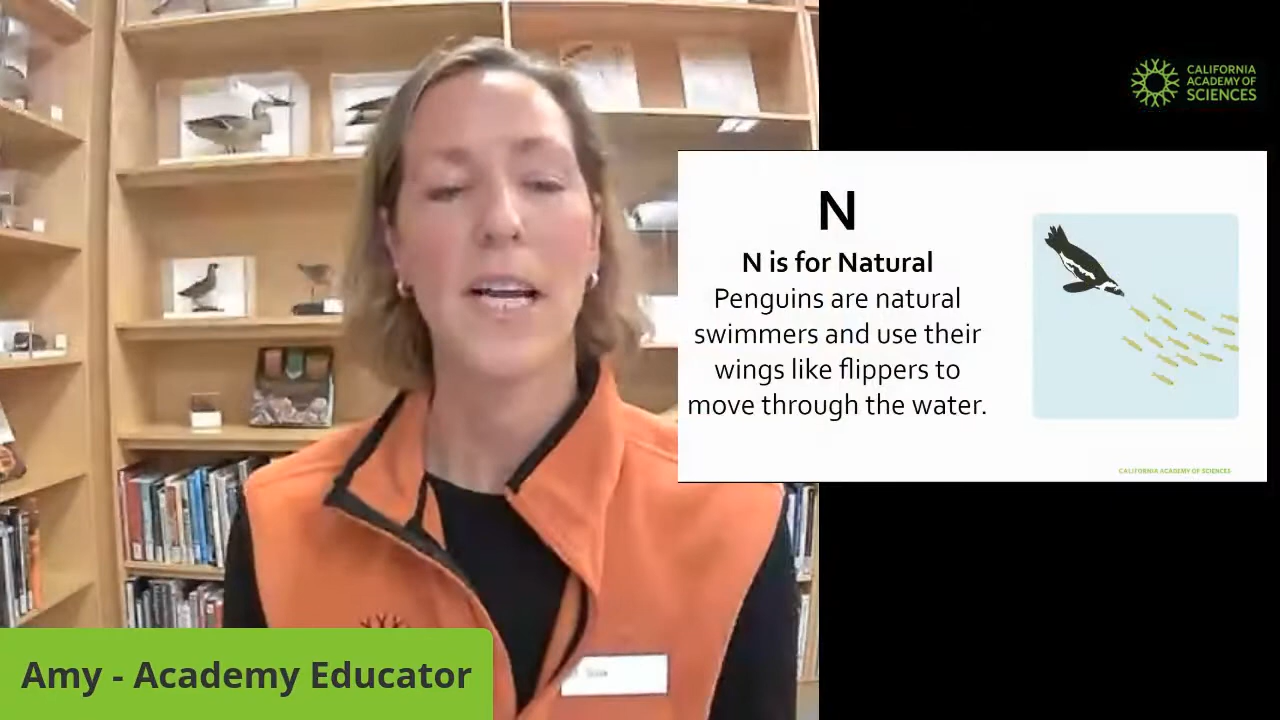 CALIFORNIA
ACADEMY OF
SCIENCES
N
N is for Natural
Penguins are natural
swimmers and use their
wings like flippers to
move through the water.
CALIFORNIA ACADEMY OF SCIENCES
Amy - Academy Educator